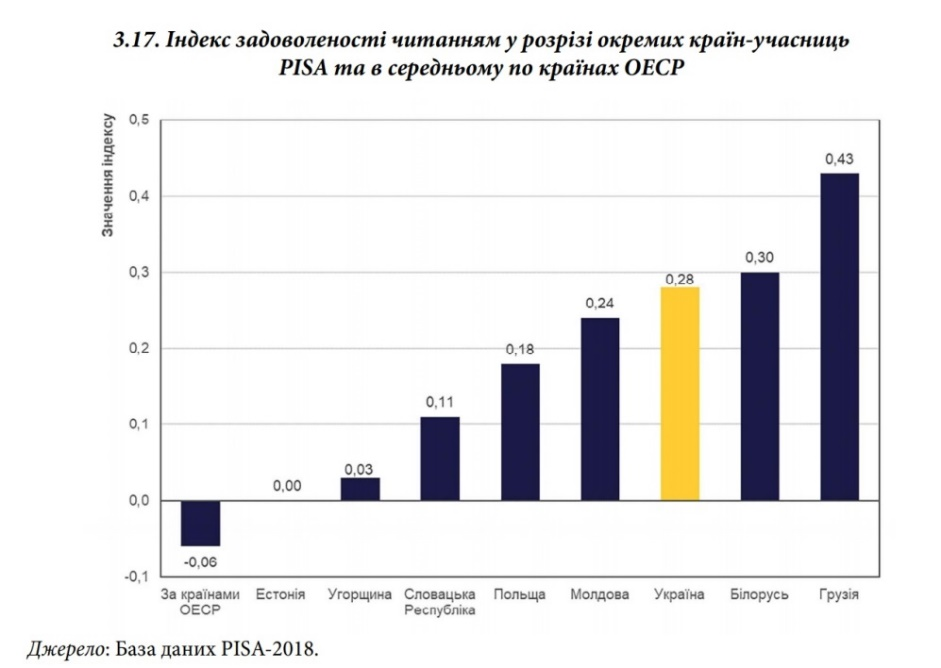 3.17. Індекс задоволеності читанням у розрізі окремих країн-учасниць
PISA та в середньому по країнах ОЕСР
Значення індексу
0,5
0,4
0,3
0,2
0,1
0,0
-0,1
-0,06
0,00
0,03
0,11
0,18
0,24
0,28
0,30
0,43
За країнами
ОЕСР
Естонія
Угорщина
Словацька
Республіка
Польща
Молдова
Україна
Білорусь
Грузія
Джерело: База даних PISA-2018.